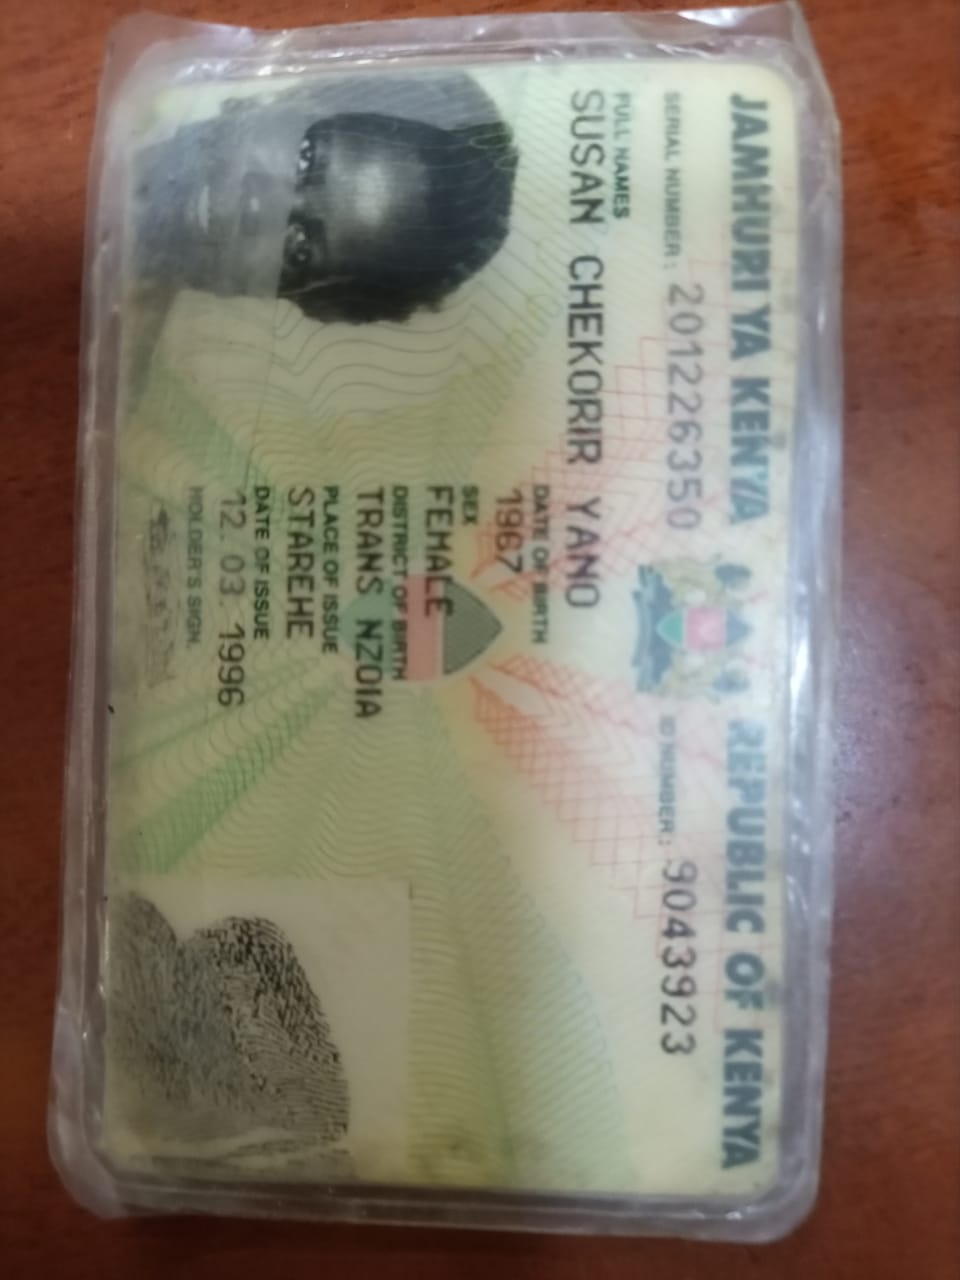 JAMHURI YA KENYA REPUBLIC OF KENYA
SERIAL NUMBER: 201226350 ID NUMBER: 9043923
FULL NAMES
SUSAN CHEKORIR YANO
DATE OF BIRTH
1967
SEX
FEMALE
DISTRICT OF BIRTH
TRANS NZOIA
PLACE OF ISSUE
STAREHE
DATE OF ISSUE
12. 03. 1996
HOLDER'S SIGN.